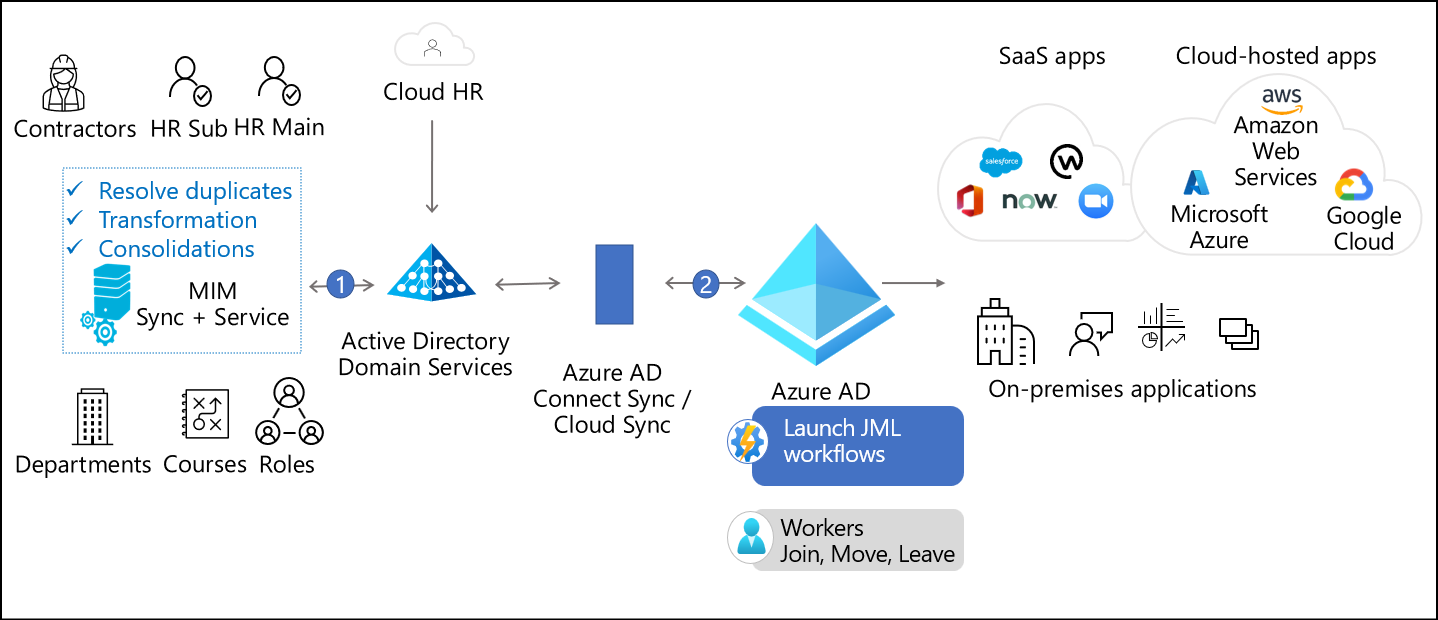 Contractors
HR Sub
HR Main
Cloud HR
SaaS apps
Cloud-hosted apps
salesforce
now
aws
Amazon
Web
Services
Microsoft
Azure
Google
Cloud
Resolve duplicates
Transformation
Consolidations
MIM
Sync + Service
1
Active Directory
Domain Services
Azure AD
Connect Sync /
Cloud Sync
2
Azure AD
On-premises applications
Launch JML
workflows
Workers
Join, Move, Leave
Departments
Courses
Roles